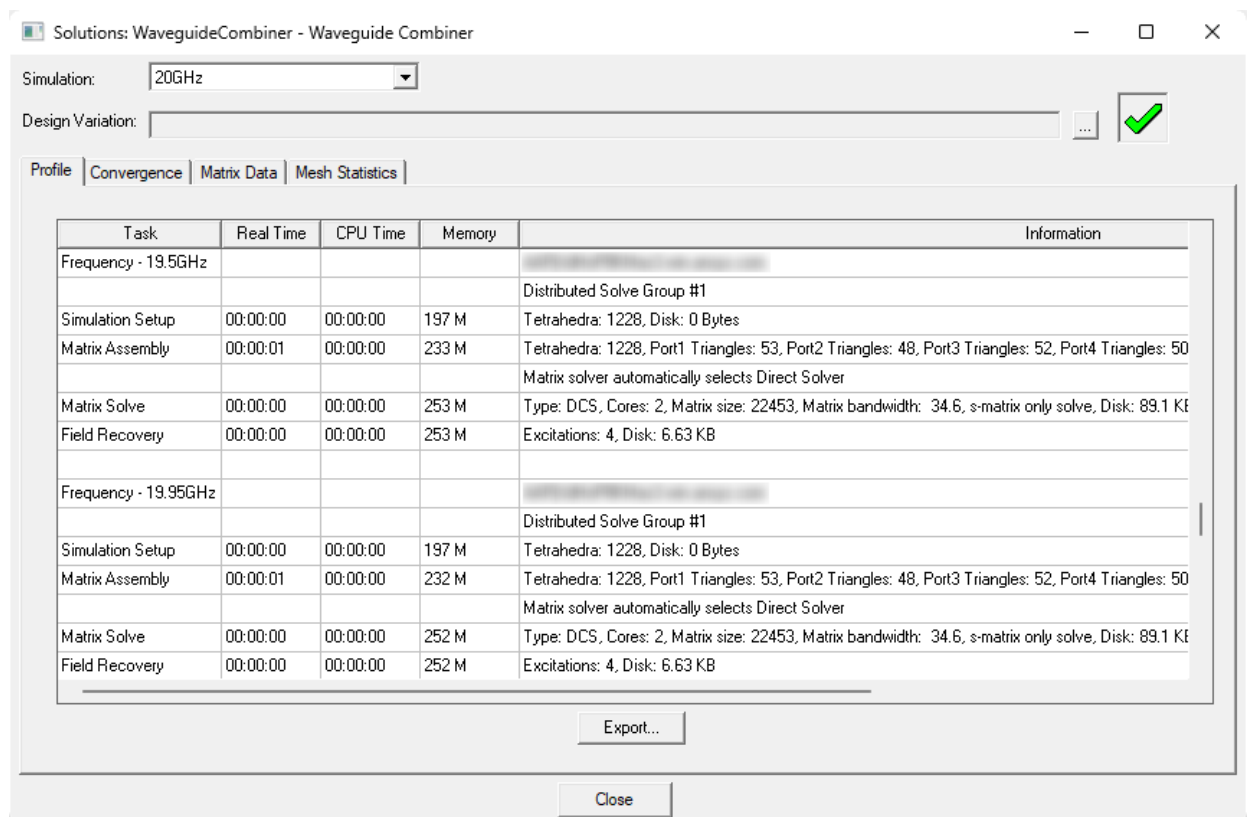 Solutions: WaveguideCombiner - Waveguide Combiner
Simulation: 20GHz
Design Variation: ...
Profile Convergence Matrix Data Mesh Statistics
Task Real Time CPU Time Memory Information
Frequency - 19.5GHz
Distributed Solve Group #1
Simulation Setup 00:00:00 00:00:00 197 M Tetrahedra: 1228, Disk: 0 Bytes
Matrix Assembly 00:00:01 00:00:00 233 M Tetrahedra: 1228, Port1 Triangles: 53, Port2 Triangles: 48, Port3 Triangles: 52, Port4 Triangles: 50
Matrix solver automatically selects Direct Solver
Matrix Solve 00:00:00 00:00:00 253 M Type: DCS, Cores: 2, Matrix size: 22453, Matrix bandwidth: 34.6, s-matrix only solve, Disk: 89.1 KB
Field Recovery 00:00:00 00:00:00 253 M Excitations: 4, Disk: 6.63 KB
Frequency - 19.95GHz
Distributed Solve Group #1
Simulation Setup 00:00:00 00:00:00 197 M Tetrahedra: 1228, Disk: 0 Bytes
Matrix Assembly 00:00:01 00:00:00 232 M Tetrahedra: 1228, Port1 Triangles: 53, Port2 Triangles: 48, Port3 Triangles: 52, Port4 Triangles: 50
Matrix solver automatically selects Direct Solver
Matrix Solve 00:00:00 00:00:00 252 M Type: DCS, Cores: 2, Matrix size: 22453, Matrix bandwidth: 34.6, s-matrix only solve, Disk: 89.1 KB
Field Recovery 00:00:00 00:00:00 252 M Excitations: 4, Disk: 6.63 KB
Export...
Close